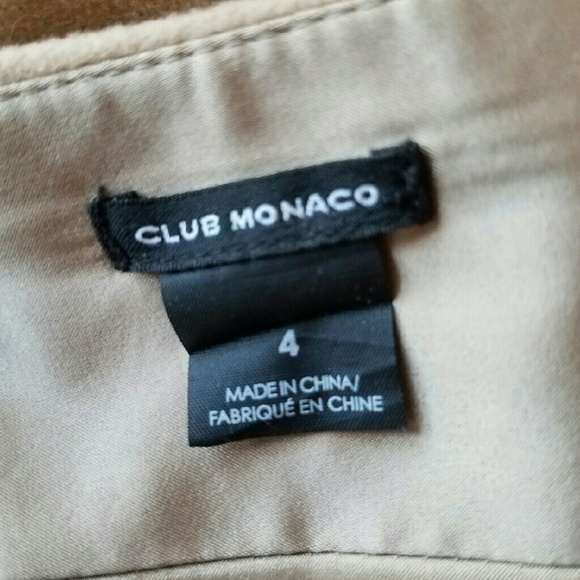 CLUB MONACO
4
MADE IN CHINA/
FABRIQUÉ EN CHINE